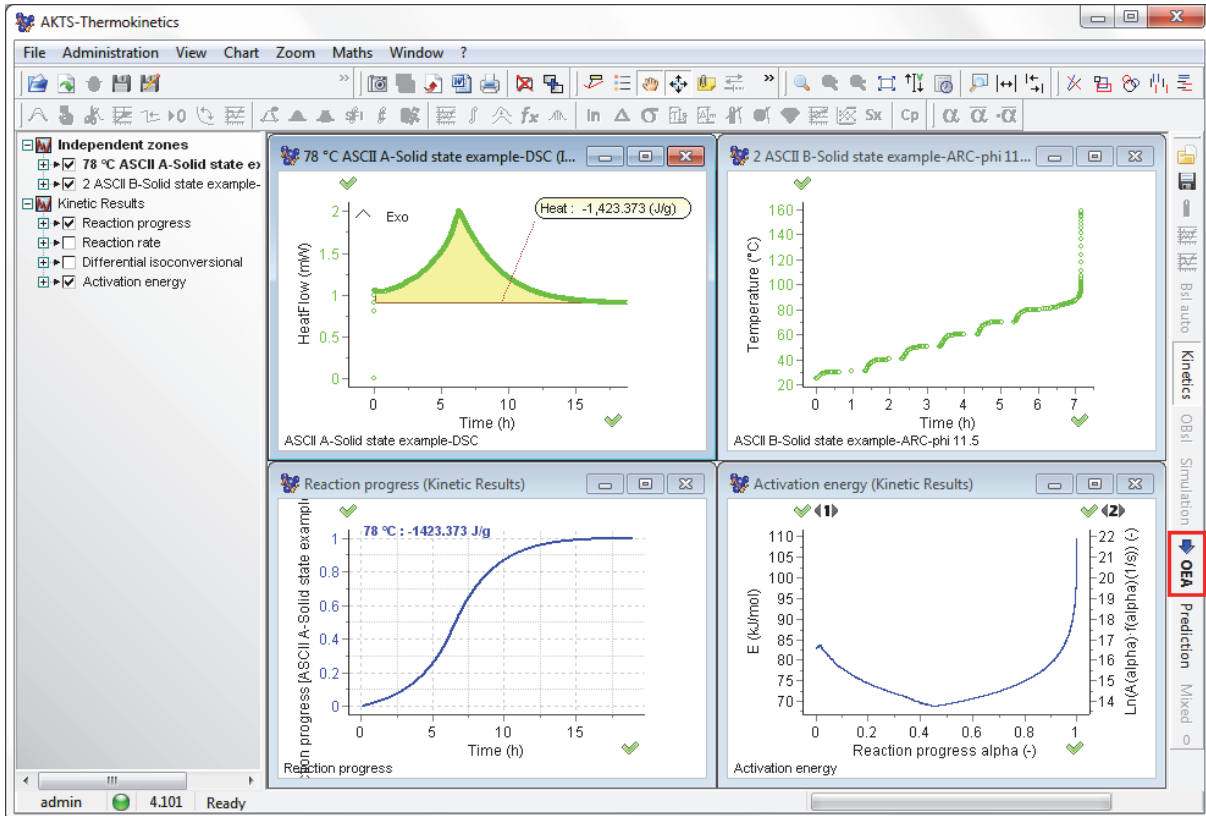 AKTS-Thermokinetics
File Administration View Chart Zoom Maths Window ?
ln Δ σ fx Sx Cp α α ·α
Independent zones
78 °C ASCII A-Solid state ex
2 ASCII B-Solid state example-
Kinetic Results
Reaction progress
Reaction rate
Differential isoconversional
Activation energy
78 °C ASCII A-Solid state example-DSC (I...
2
1.5
1
0.5
0
HeatFlow (mW)
Exo
Heat : -1,423.373 (J/g)
0 5 10 15
Time (h)
ASCII A-Solid state example-DSC
2 ASCII B-Solid state example-ARC-phi 11...
160
140
120
100
80
60
40
20
Temperature (°C)
0 1 2 3 4 5 6 7
Time (h)
ASCII B-Solid state example-ARC-phi 11.5
Reaction progress (Kinetic Results)
78 °C : -1423.373 J/g
1
0.8
0.6
0.4
0.2
0
ion progress [ASCII A-Solid state exampl
0 5 10 15
Time (h)
Reaction progress
Activation energy (Kinetic Results)
(1) (2)
110
105
100
95
90
85
80
75
70
E (kJ/mol)
22
21
20
19
18
17
16
15
14
Ln(A(alpha)·f(alpha)(1/s)) (-)
0 0.2 0.4 0.6 0.8 1
Reaction progress alpha (-)
Activation energy
Bsl auto
Kinetics
OBsl
Simulation
OEA
Prediction
Mixed
0
admin 4.101 Ready